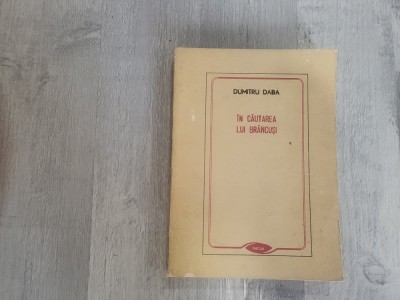 DUMITRU DABA
ÎN CĂUTAREA
LUI BRÂNCUȘI